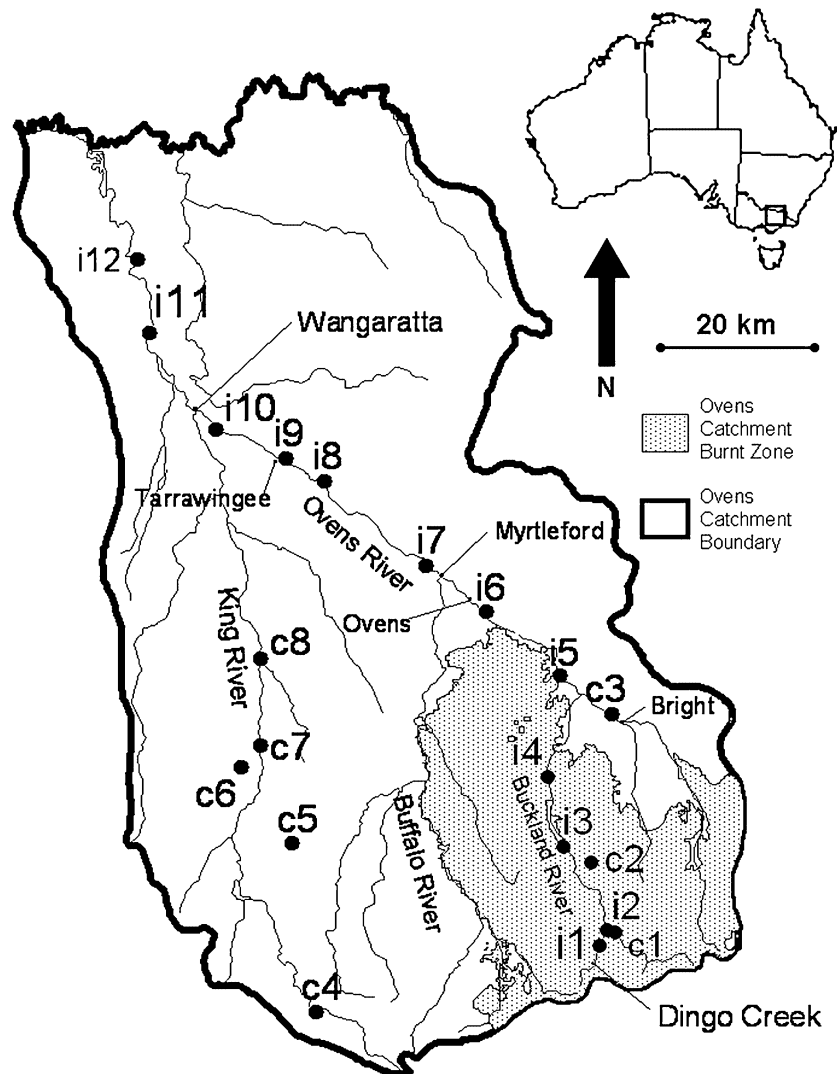 i12
i11
Wangaratta
20 km
N
Ovens
Catchment
Burnt Zone
i10
i9
i8
Tarrawingee
Ovens River
Ovens
Catchment
Boundary
Myrtleford
i7
i6
Ovens
King River
c8
i5
c3
Bright
c7
c6
i4
c5
Buffalo River
Buckland River
i3
c2
i2
i1
c1
c4
Dingo Creek